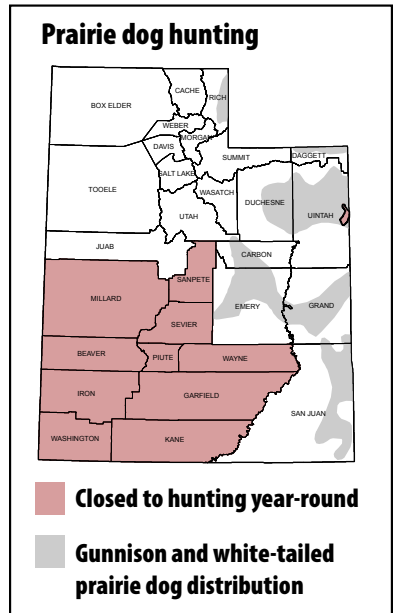 Prairie dog hunting
CACHE
RICH
BOX ELDER
WEBER
MORGAN
DAVIS
SUMMIT
DAGGETT
SALT LAKE
TOOELE
WASATCH
DUCHESNE
UINTAH
UTAH
JUAB
CARBON
SANPETE
MILLARD
EMERY
GRAND
SEVIER
BEAVER
PIUTE
WAYNE
IRON
GARFIELD
SAN JUAN
WASHINGTON
KANE
Closed to hunting year-round
Gunnison and white-tailed
prairie dog distribution